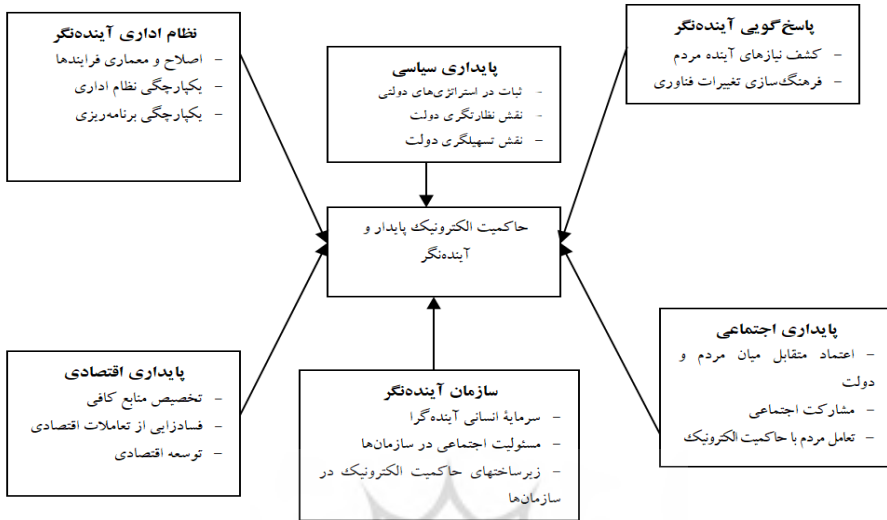 پاسخ‌گویی آینده‌نگر
– کشف نیازهای آینده مردم
– فرهنگ‌سازی تغییرات فناوری
پایداری سیاسی
- ثبات در استراتژی‌های دولتی
- نقش نظارتگری دولت
– نقش تسهیلگری دولت
نظام اداری آینده‌نگر
– اصلاح و معماری فرایندها
– یکپارچگی نظام اداری
– یکپارچگی برنامه‌ریزی
حاکمیت الکترونیک پایدار و
آینده‌نگر
پایداری اجتماعی
– اعتماد متقابل میان مردم و
دولت
– مشارکت اجتماعی
– تعامل مردم با حاکمیت الکترونیک
سازمان آینده‌نگر
– سرمایۀ انسانی آینده‌گرا
– مسئولیت اجتماعی در سازمان‌ها
– زیرساختهای حاکمیت الکترونیک در
سازمان‌ها
پایداری اقتصادی
– تخصیص منابع کافی
– فسادزایی از تعاملات اقتصادی
– توسعه اقتصادی